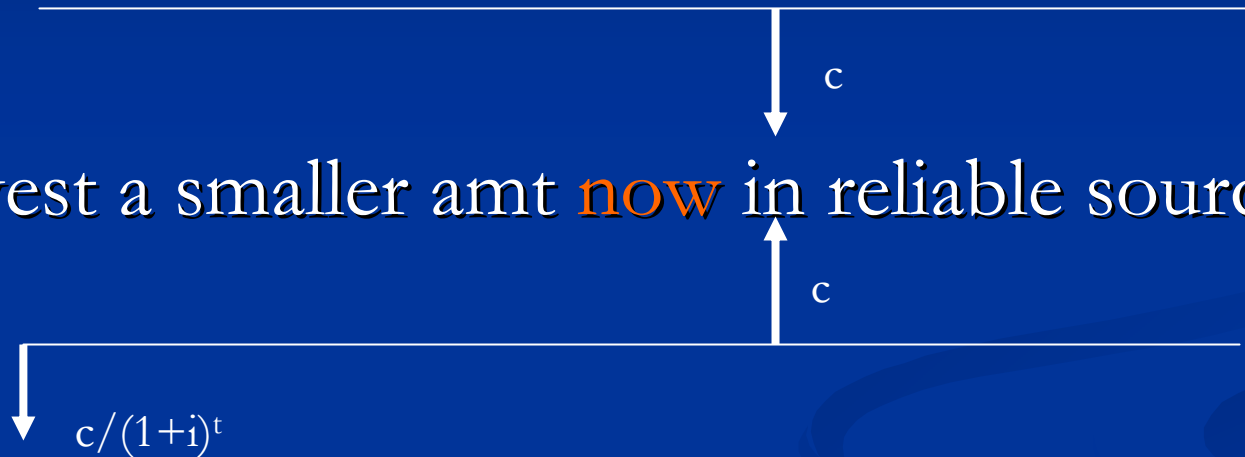 c
est a smaller amt now in reliable sourc
c
c/(1+i)ᵗ